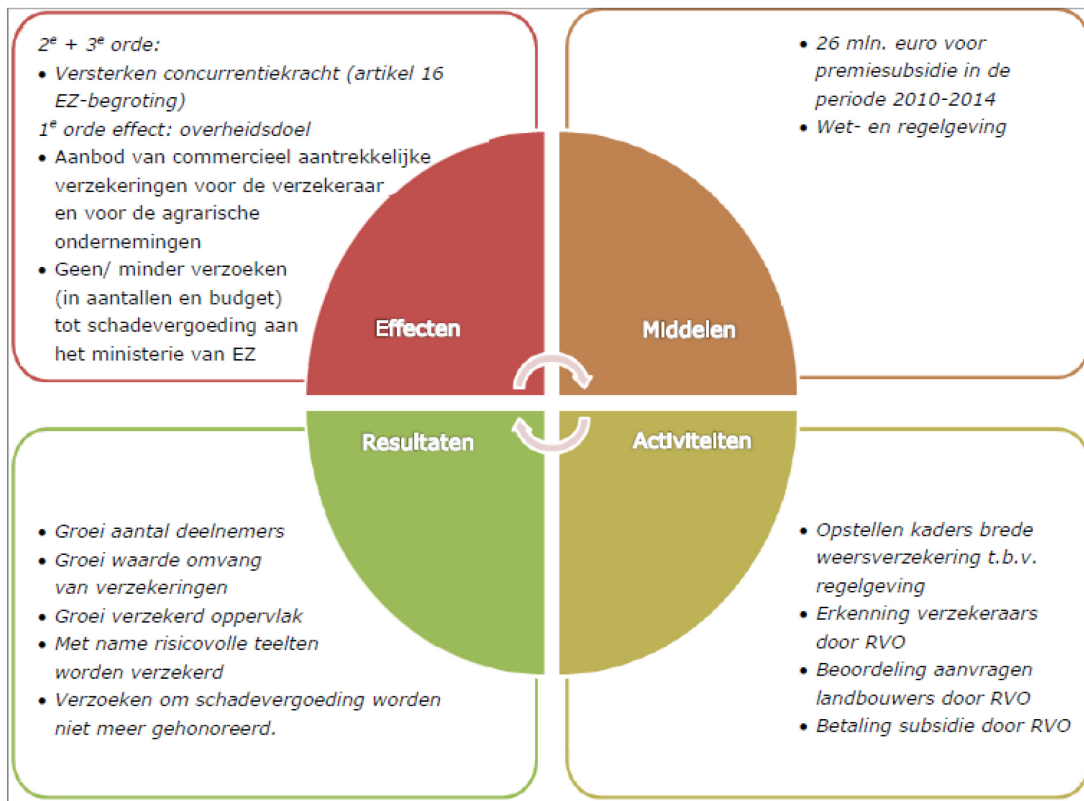 2e + 3e orde:
• Versterken concurrentiekracht (artikel 16
EZ-begroting)
1e orde effect: overheidsdoel
• Aanbod van commercieel aantrekkelijke
verzekeringen voor de verzekeraar
en voor de agrarische
ondernemingen
• Geen/ minder verzoeken
(in aantallen en budget)
tot schadevergoeding aan
het ministerie van EZ
Effecten
• 26 mln. euro voor
premiesubsidie in de
periode 2010-2014
• Wet- en regelgeving
Middelen
Resultaten
• Groei aantal deelnemers
• Groei waarde omvang
van verzekeringen
• Groei verzekerd oppervlak
• Met name risicovolle teelten
worden verzekerd
• Verzoeken om schadevergoeding worden
niet meer gehonoreerd.
Activiteiten
• Opstellen kaders brede
weersverzekering t.b.v.
regelgeving
• Erkenning verzekeraars
door RVO
• Beoordeling aanvragen
landbouwers door RVO
• Betaling subsidie door RVO